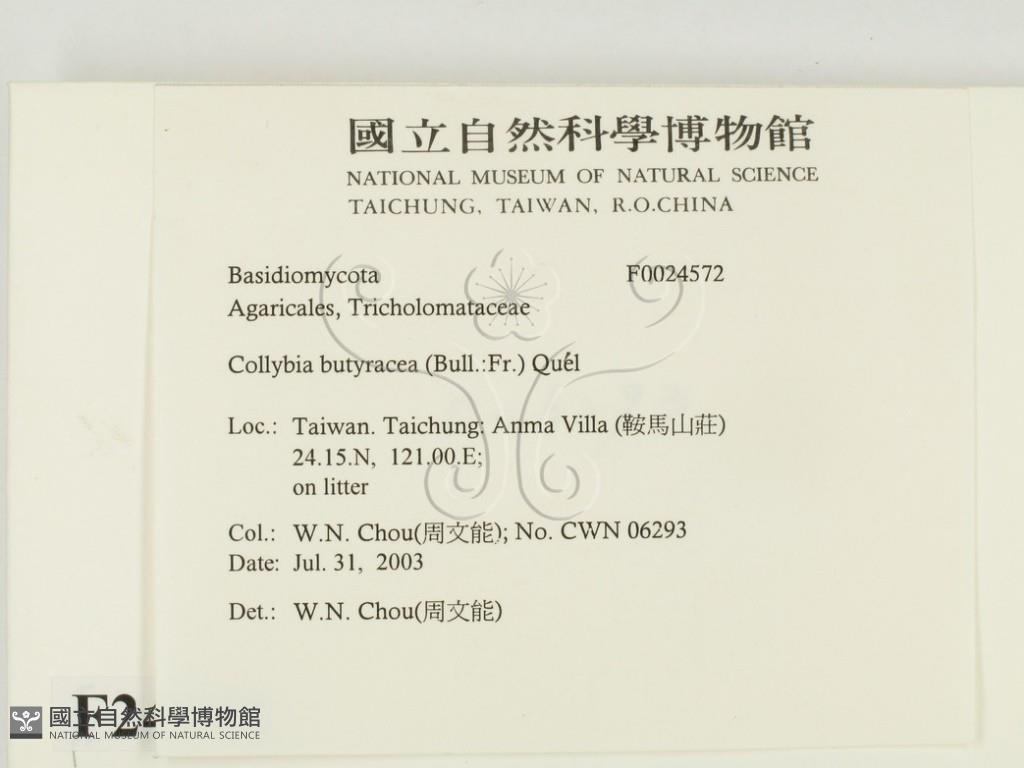 國立自然科學博物館
NATIONAL MUSEUM OF NATURAL SCIENCE
TAICHUNG, TAIWAN, R.O.CHINA
Basidiomycota F0024572
Agaricales, Tricholomataceae
Collybia butyracea (Bull.:Fr.) Quél
Loc.: Taiwan. Taichung: Anma Villa (鞍馬山莊)
24.15.N, 121.00.E;
on litter
Col.: W.N. Chou(周文能); No. CWN 06293
Date: Jul. 31, 2003
Det.: W.N. Chou(周文能)
F2
國立自然科學博物館
NATIONAL MUSEUM OF NATURAL SCIENCE